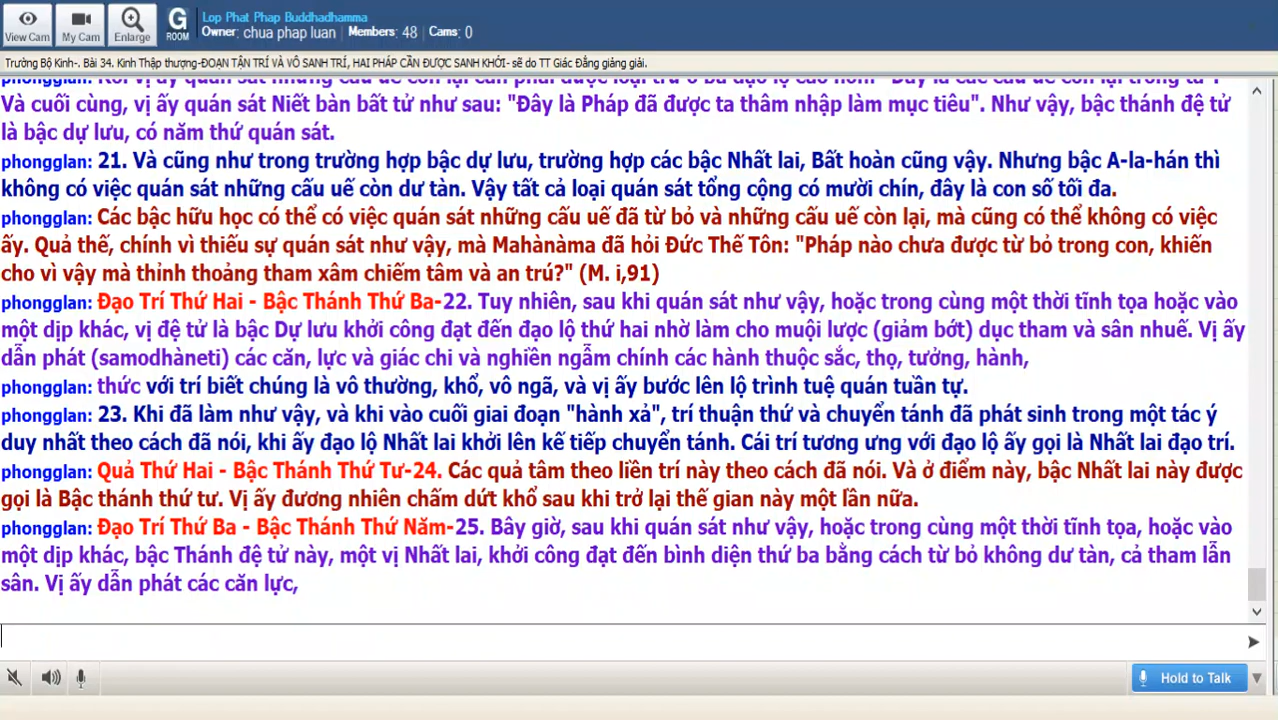 View Cam
My Cam
Enlarge
G
ROOM
Lop Phat Phap Buddhadhamma
Owner: chua phap luan Members: 48 Cams: 0
Trường Bộ Kinh-. Bài 34. Kinh Thập thượng-ĐOẠN TẬN TRÍ VÀ VÔ SANH TRÍ, HAI PHÁP CẦN ĐƯỢC SANH KHỞI- sẽ do TT Giác Đẳng giảng giải.
Và cuối cùng, vị ấy quán sát Niết bàn bất tử như sau: "Đây là Pháp đã được ta thâm nhập làm mục tiêu". Như vậy, bậc thánh đệ tử
là bậc dự lưu, có năm thứ quán sát.
phongglan: 21. Và cũng như trong trường hợp bậc dự lưu, trường hợp các bậc Nhất lai, Bất hoàn cũng vậy. Nhưng bậc A-la-hán thì
không có việc quán sát những cấu uế còn dư tàn. Vậy tất cả loại quán sát tổng cộng có mười chín, đây là con số tối đa.
phongglan: Các bậc hữu học có thể có việc quán sát những cấu uế đã từ bỏ và những cấu uế còn lại, mà cũng có thể không có việc
ấy. Quả thế, chính vì thiếu sự quán sát như vậy, mà Mahànàma đã hỏi Đức Thế Tôn: "Pháp nào chưa được từ bỏ trong con, khiến
cho vì vậy mà thỉnh thoảng tham xâm chiếm tâm và an trú?" (M. i,91)
phongglan: Đạo Trí Thứ Hai - Bậc Thánh Thứ Ba-22. Tuy nhiên, sau khi quán sát như vậy, hoặc trong cùng một thời tĩnh tọa hoặc vào
một dịp khác, vị đệ tử là bậc Dự lưu khởi công đạt đến đạo lộ thứ hai nhờ làm cho muội lược (giảm bớt) dục tham và sân nhuế. Vị ấy
dẫn phát (samodhàneti) các căn, lực và giác chi và nghiền ngẫm chính các hành thuộc sắc, thọ, tưởng, hành,
phongglan: thức với trí biết chúng là vô thường, khổ, vô ngã, và vị ấy bước lên lộ trình tuệ quán tuần tự.
phongglan: 23. Khi đã làm như vậy, và khi vào cuối giai đoạn "hành xả", trí thuận thứ và chuyển tánh đã phát sinh trong một tác ý
duy nhất theo cách đã nói, khi ấy đạo lộ Nhất lai khởi lên kế tiếp chuyển tánh. Cái trí tương ưng với đạo lộ ấy gọi là Nhất lai đạo trí.
phongglan: Quả Thứ Hai - Bậc Thánh Thứ Tư-24. Các quả tâm theo liền trí này theo cách đã nói. Và ở điểm này, bậc Nhất lai này được
gọi là Bậc thánh thứ tư. Vị ấy đương nhiên chấm dứt khổ sau khi trở lại thế gian này một lần nữa.
phongglan: Đạo Trí Thứ Ba - Bậc Thánh Thứ Năm-25. Bây giờ, sau khi quán sát như vậy, hoặc trong cùng một thời tĩnh tọa, hoặc vào
một dịp khác, bậc Thánh đệ tử này, một vị Nhất lai, khởi công đạt đến bình diện thứ ba bằng cách từ bỏ không dư tàn, cả tham lẫn
sân. Vị ấy dẫn phát các căn lực,
Hold to Talk